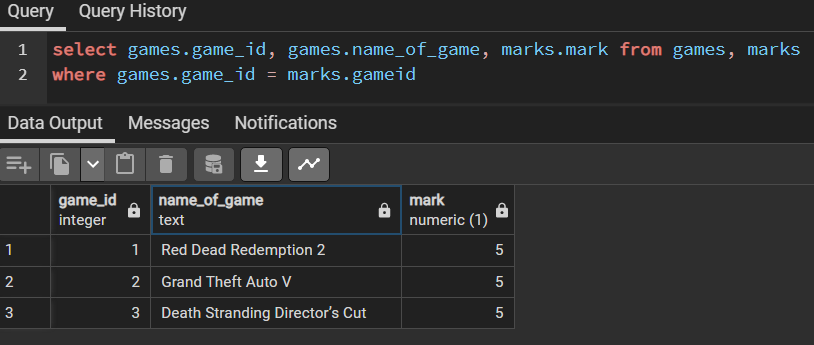 Query Query History
1 select games.game_id, games.name_of_game, marks.mark from games, marks
2 where games.game_id = marks.gameid
Data Output Messages Notifications
game_id name_of_game mark
integer text numeric (1)
1 1 Red Dead Redemption 2 5
2 2 Grand Theft Auto V 5
3 3 Death Stranding Director’s Cut 5